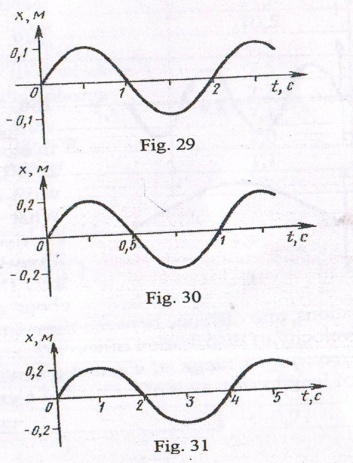 x, м
0,1
0 1 2 t, с
-0,1
Fig. 29
x, м
0,2
0 0,5 1 t, с
-0,2
Fig. 30
x, м
0,2
0 1 2 3 4 5 t, с
-0,2
Fig. 31